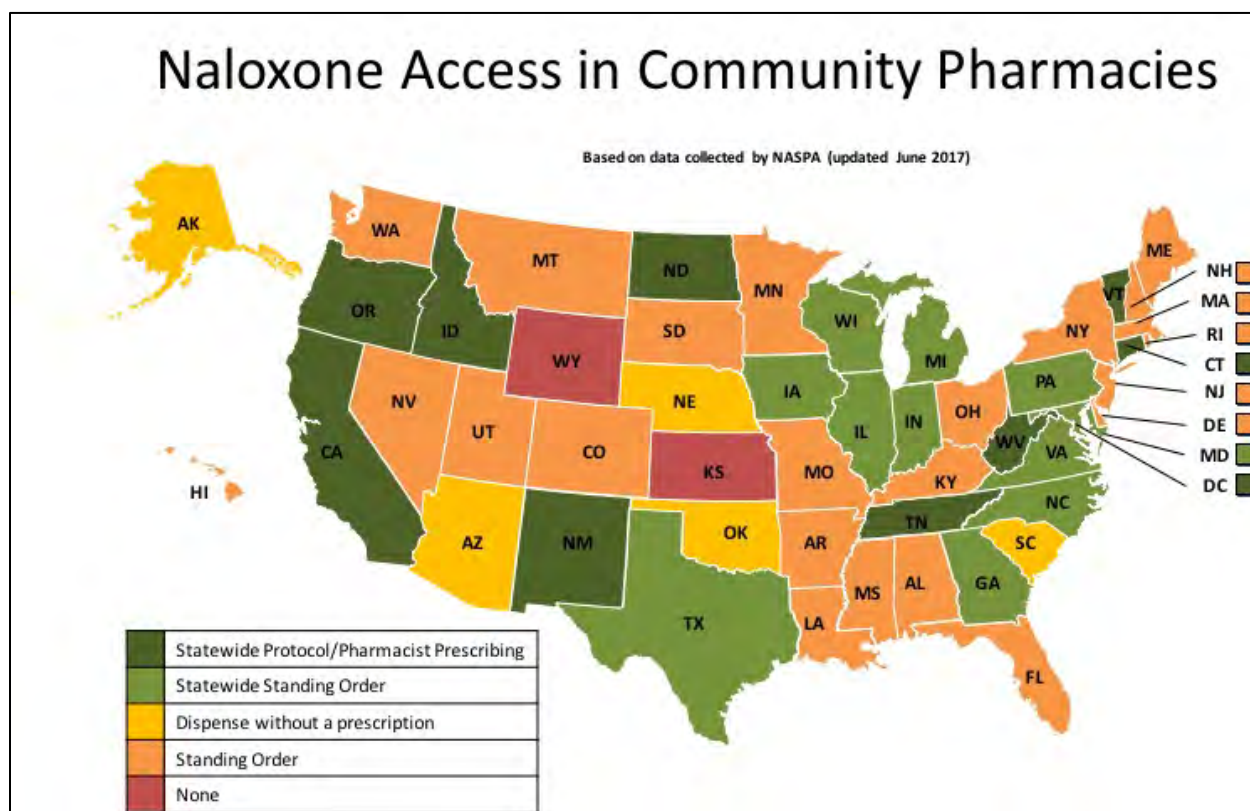 Naloxone Access in Community Pharmacies
Based on data collected by NASPA (updated June 2017)
AK
WA
MT
ND
MN
ME
NH
MA
RI
CT
NJ
DE
MD
DC
VT
NY
OR
ID
WY
SD
WI
MI
PA
NV
UT
CO
NE
IA
IL
IN
OH
WV
VA
CA
KS
MO
KY
NC
HI
AZ
NM
OK
AR
TN
SC
TX
LA
MS
AL
GA
FL
Statewide Protocol/Pharmacist Prescribing
Statewide Standing Order
Dispense without a prescription
Standing Order
None